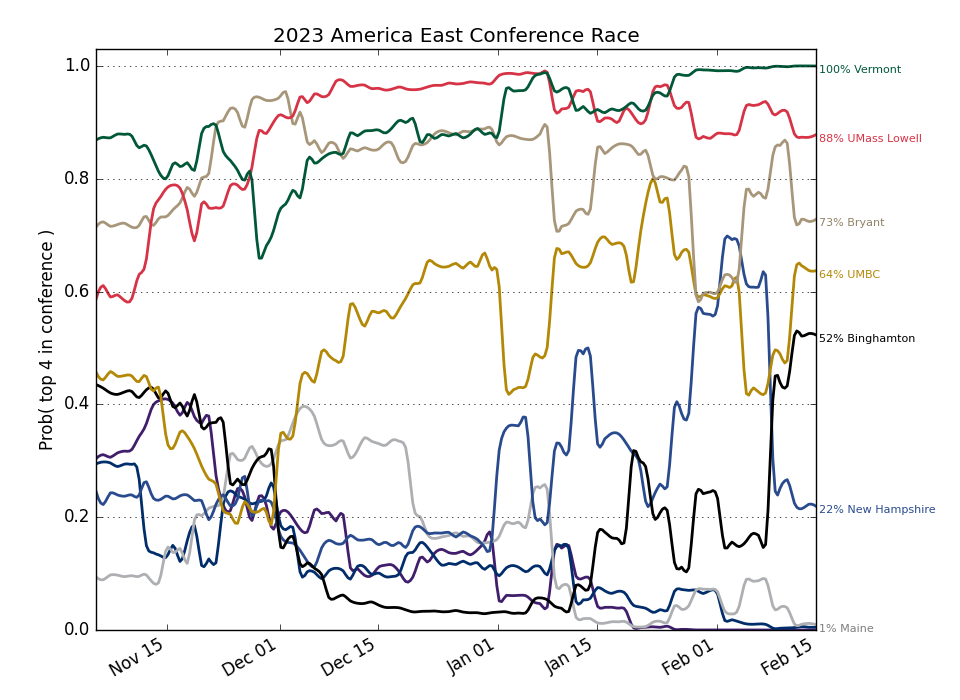 2023 America East Conference Race
Prob( top 4 in conference )
1.0
0.8
0.6
0.4
0.2
0.0
Nov 15
Dec 01
Dec 15
Jan 01
Jan 15
Feb 01
Feb 15
100% Vermont
88% UMass Lowell
73% Bryant
64% UMBC
52% Binghamton
22% New Hampshire
1% Maine